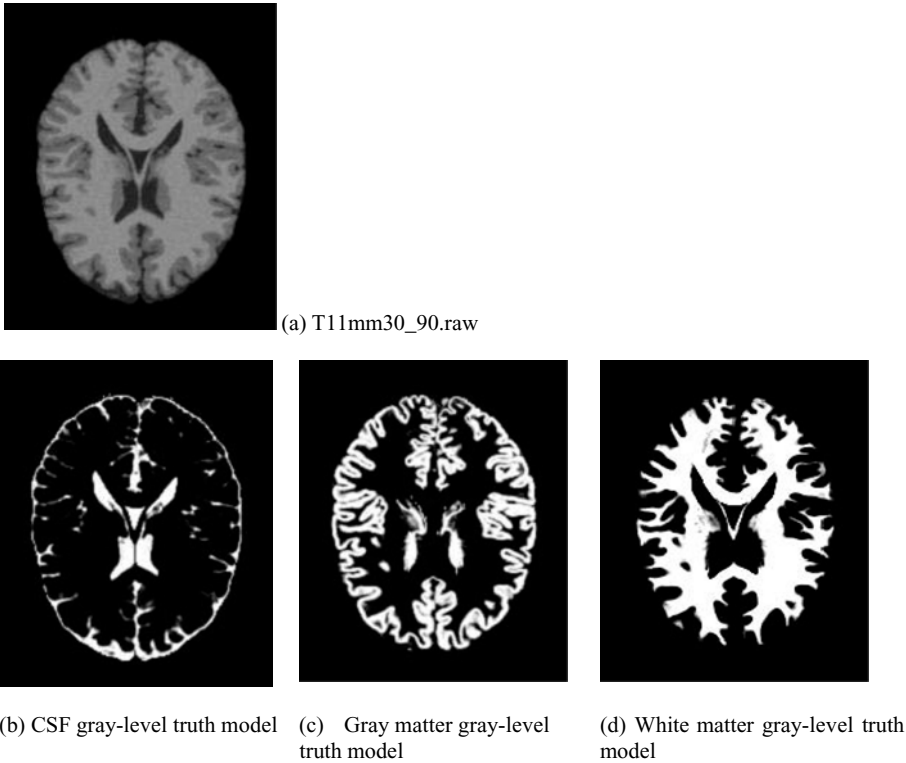 (a) T11mm30_90.raw
(b) CSF gray-level truth model
(c) Gray matter gray-level
truth model
(d) White matter gray-level truth
model